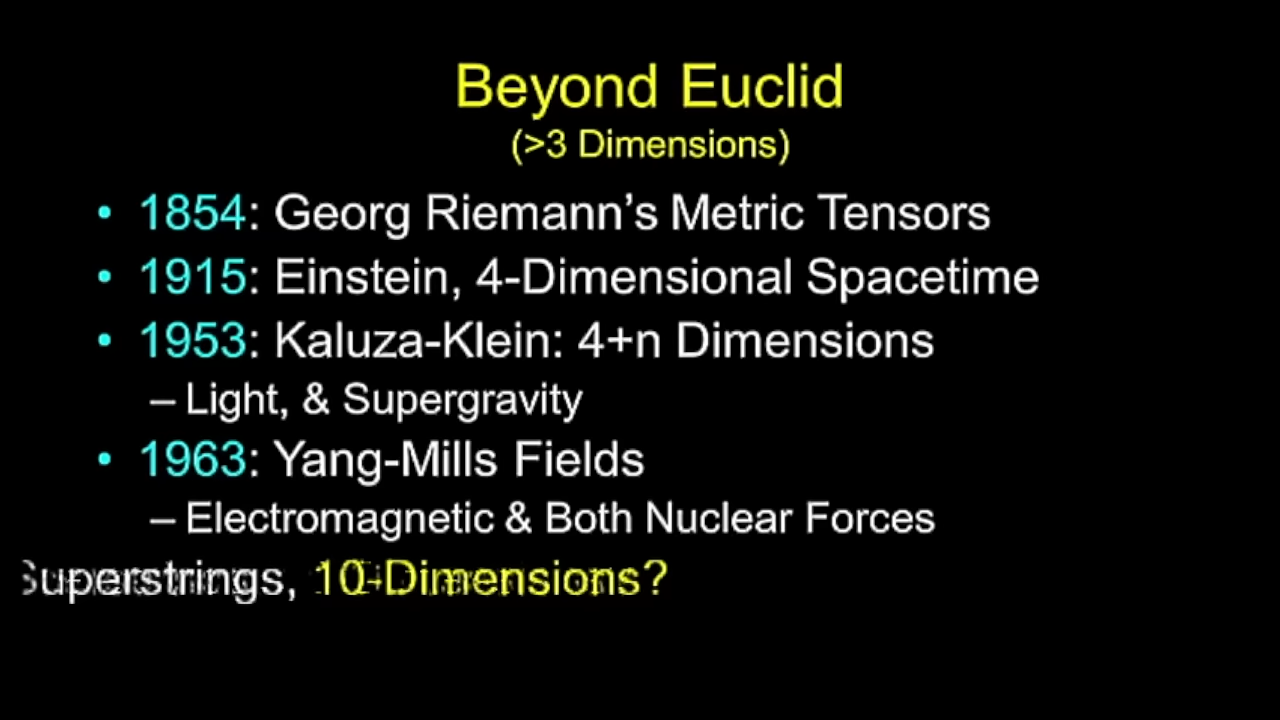 Beyond Euclid
(>3 Dimensions)
• 1854: Georg Riemann’s Metric Tensors
• 1915: Einstein, 4-Dimensional Spacetime
• 1953: Kaluza-Klein: 4+n Dimensions
– Light, & Supergravity
• 1963: Yang-Mills Fields
– Electromagnetic & Both Nuclear Forces
Superstrings, 10-Dimensions?